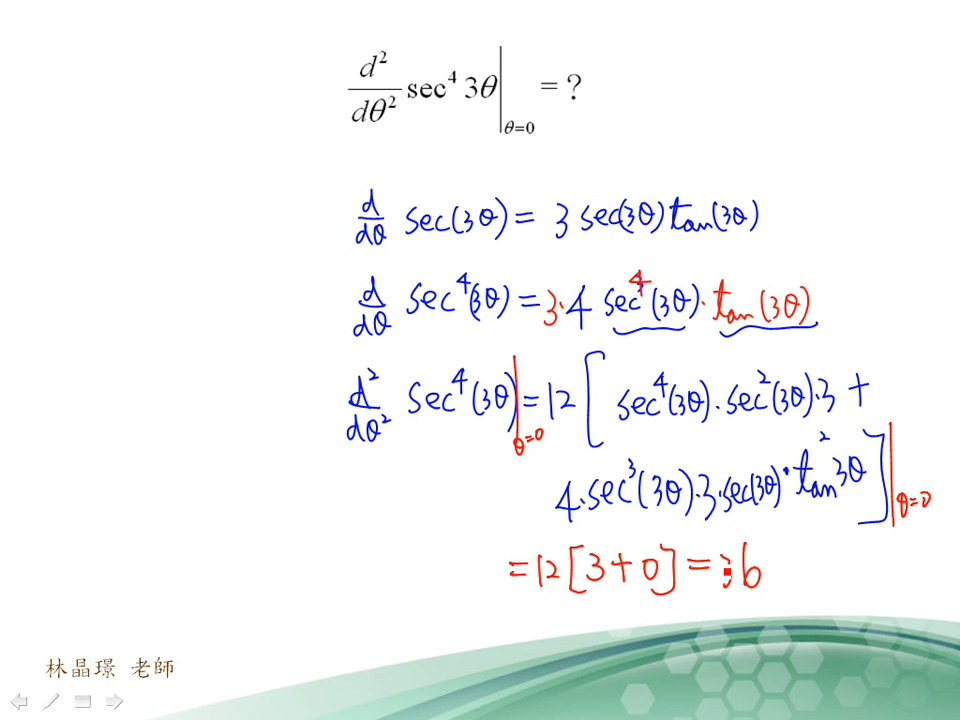 d²/dθ² sec⁴ 3θ |θ=0 = ?
d/dθ sec(3θ) = 3 sec(3θ) tan(3θ)
d/dθ sec⁴(3θ) = 3·4 sec⁴(3θ)·tan(3θ)
d²/dθ² sec⁴(3θ) |θ=0 = 12 [ sec⁴(3θ)·sec²(3θ)·3 +
4·sec³(3θ)·3·sec(3θ)·tan²3θ ] |θ=0
= 12 [3+0] = 36
林晶璟 老師